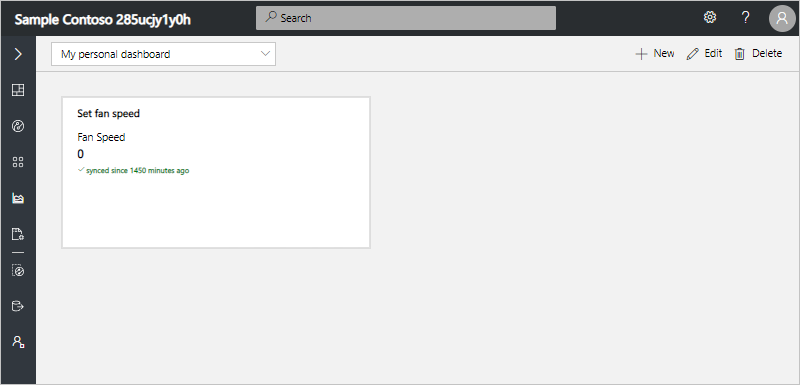 Sample Contoso 285ucjy1y0h
Search
?
My personal dashboard
New
Edit
Delete
Set fan speed
Fan Speed
0
synced since 1450 minutes ago